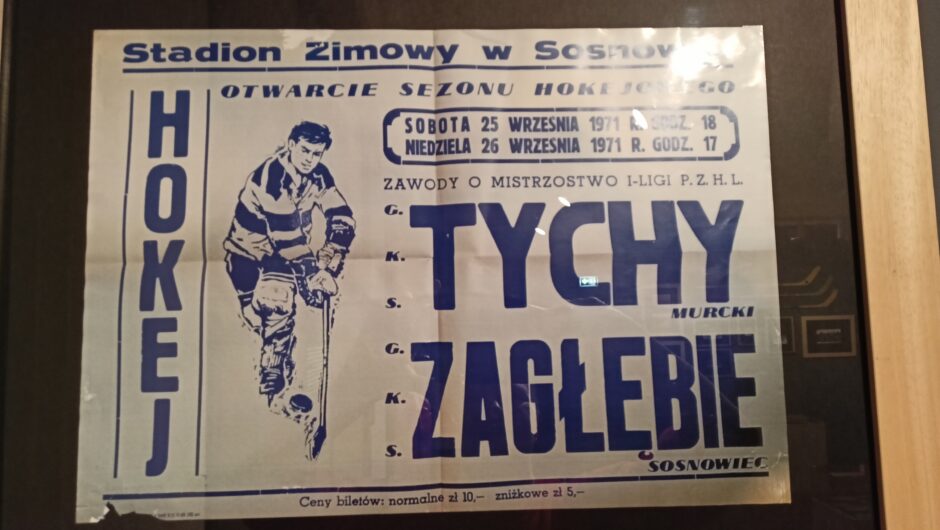 Stadion Zimowy w Sosnowcu
OTWARCIE SEZONU HOKEJOWEGO
HOKEJ
SOBOTA 25 WRZEŚNIA 1971 R. GODZ. 18
NIEDZIELA 26 WRZEŚNIA 1971 R. GODZ. 17
ZAWODY O MISTRZOSTWO I-LIGI P.Z.H.L.
G.K.S. TYCHY
MURCKI
G.K.S. ZAGŁĘBIE
SOSNOWIEC
Ceny biletów: normalne zł 10,— zniżkowe zł 5,—